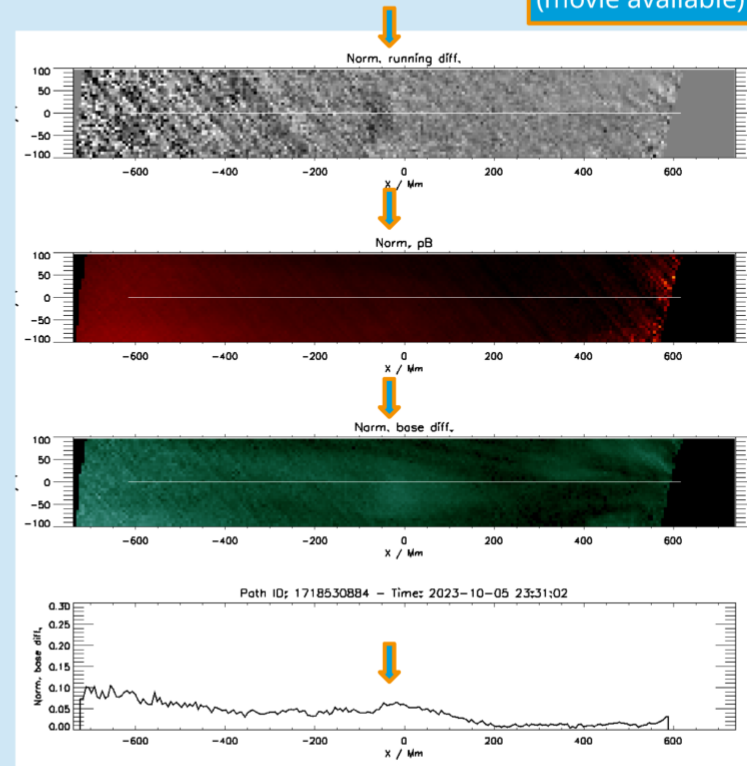 (movie available)
Norm. running diff.
100
50
0
-50
-100
-600 -400 -200 0 200 400 600
X / Mm
Norm. pB
100
50
0
-50
-100
-600 -400 -200 0 200 400 600
X / Mm
Norm. base diff.
100
50
0
-50
-100
-600 -400 -200 0 200 400 600
X / Mm
Path ID: 1718530884 - Time: 2023-10-05 23:31:02
Norm. base diff.
0.30
0.25
0.20
0.15
0.10
0.05
0.00
-600 -400 -200 0 200 400 600
X / Mm